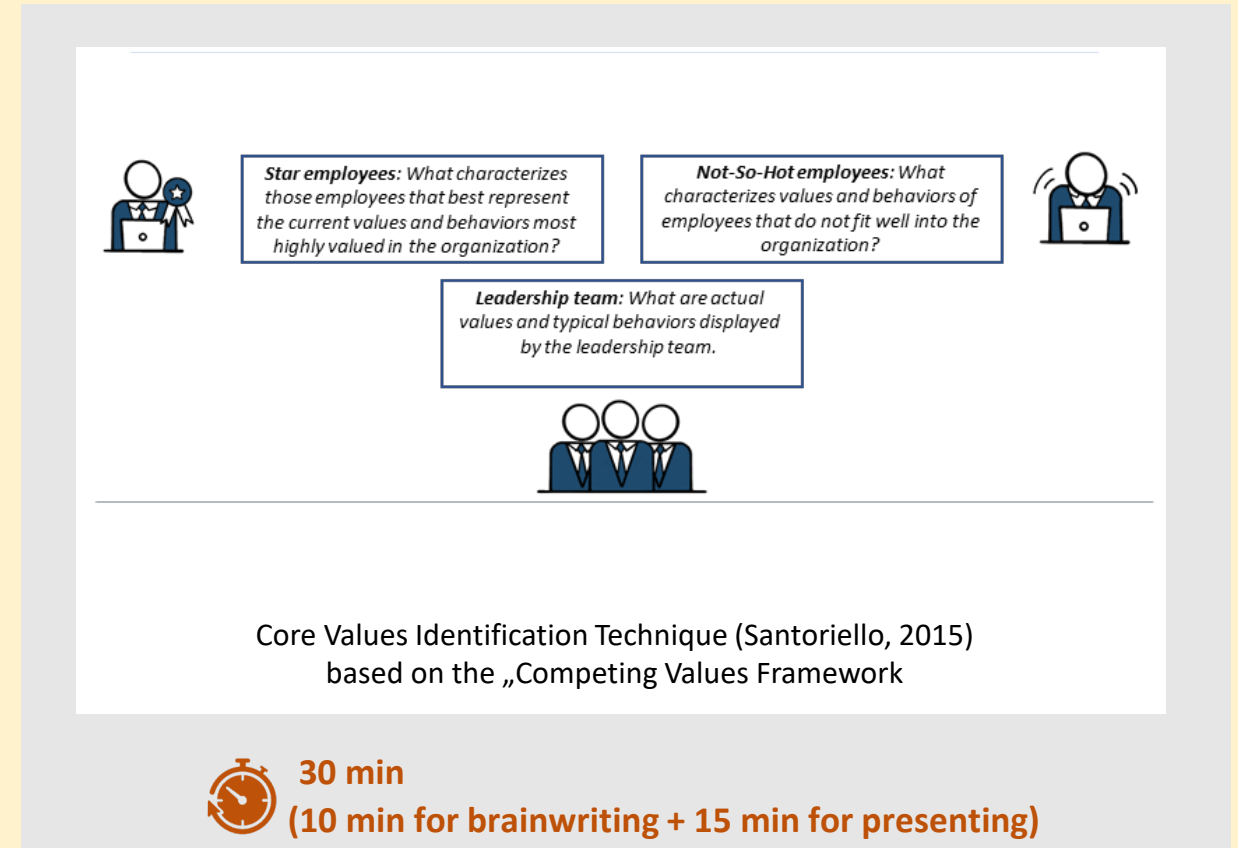 Star employees: What characterizes
those employees that best represent
the current values and behaviors most
highly valued in the organization?
Not-So-Hot employees: What
characterizes values and behaviors of
employees that do not fit well into the
organization?
Leadership team: What are actual
values and typical behaviors displayed
by the leadership team.
Core Values Identification Technique (Santoriello, 2015)
based on the „Competing Values Framework
30 min
(10 min for brainwriting + 15 min for presenting)